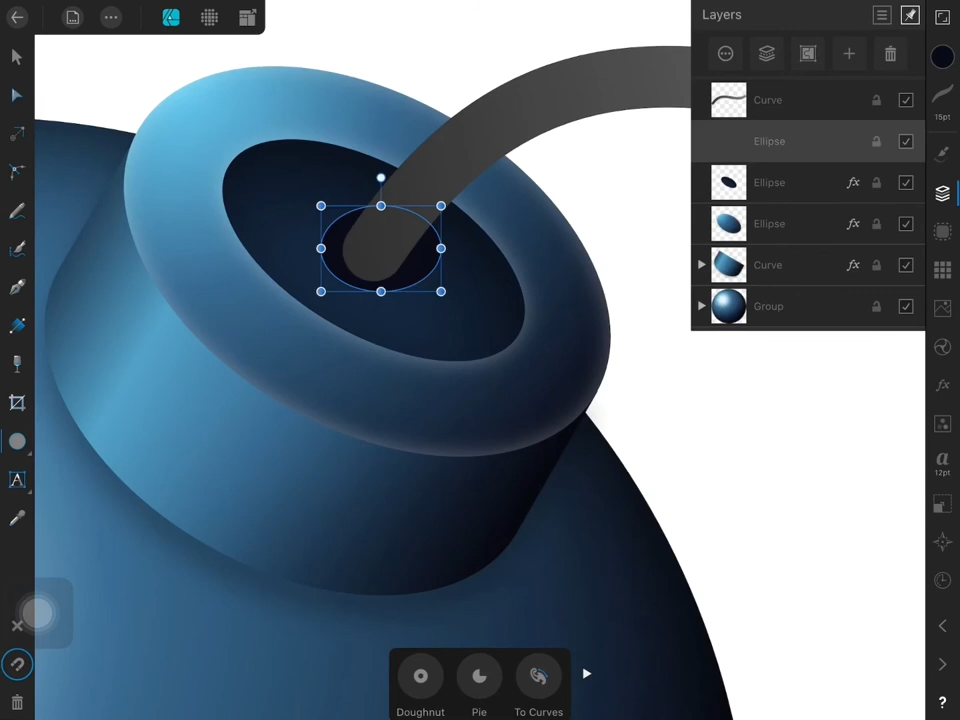 Layers
Curve
Ellipse
Ellipse fx
Ellipse fx
Curve fx
Group
15pt
fx
a
12pt
A
?
Doughnut Pie To Curves